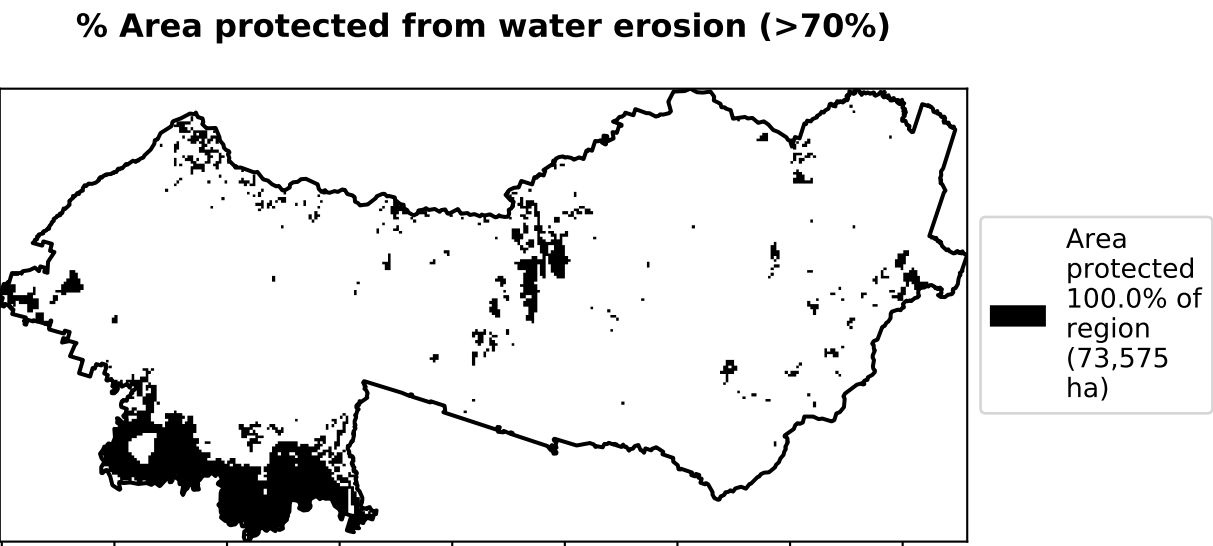 % Area protected from water erosion (>70%)
Area
protected
100.0% of
region
(73,575
ha)